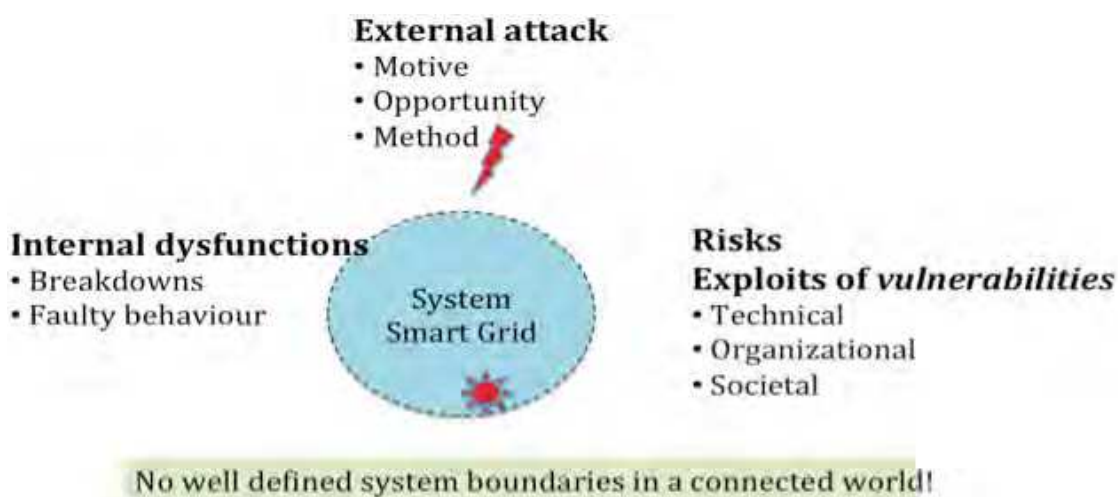 External attack
• Motive
• Opportunity
• Method
Internal dysfunctions
• Breakdowns
• Faulty behaviour
System
Smart Grid
Risks
Exploits of vulnerabilities
• Technical
• Organizational
• Societal
No well defined system boundaries in a connected world!